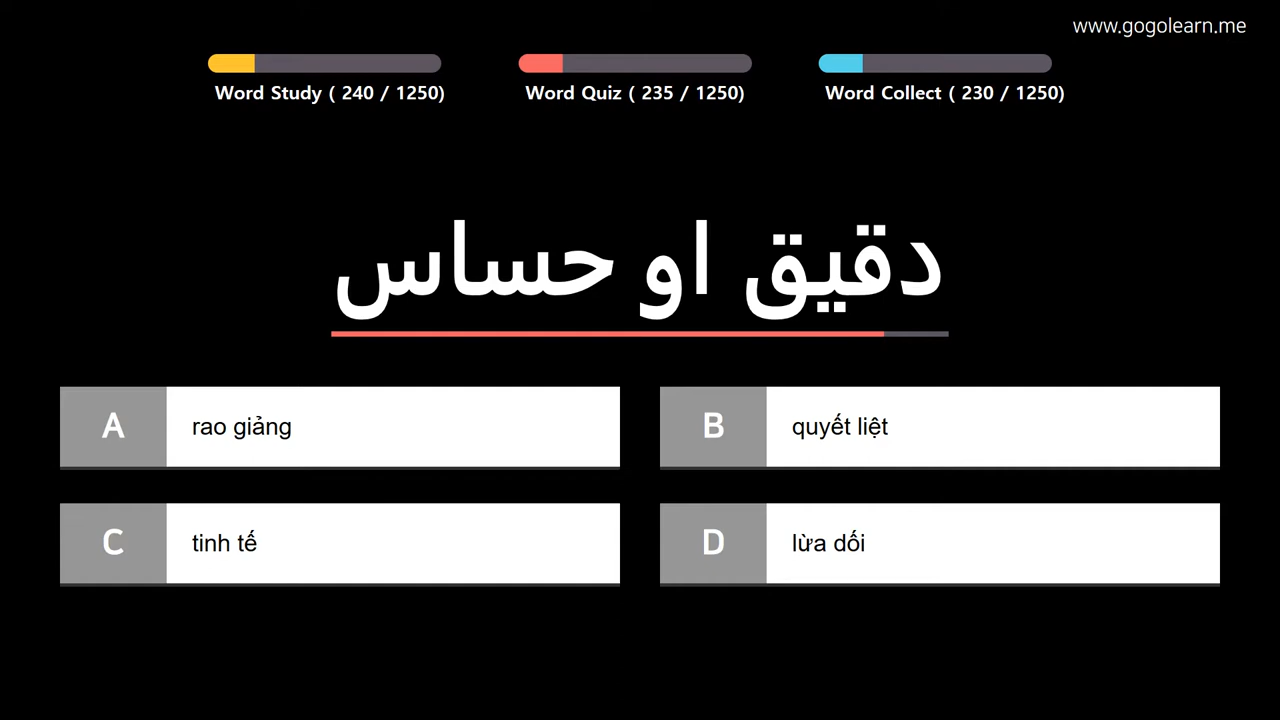 www.gogolearn.me
Word Study ( 240 / 1250)
Word Quiz ( 235 / 1250)
Word Collect ( 230 / 1250)
دقيق او حساس
A rao giảng
B quyết liệt
C tinh tế
D lừa dối